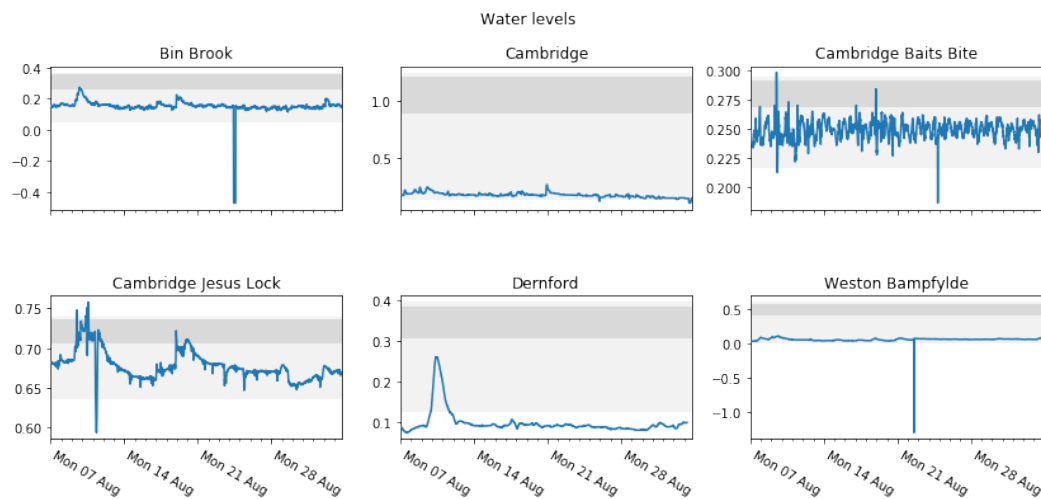 Water levels
Bin Brook
Cambridge
Cambridge Baits Bite
0.4
0.2
0.0
−0.2
−0.4
1.0
0.5
0.300
0.275
0.250
0.225
0.200
Cambridge Jesus Lock
Dernford
Weston Bampfylde
0.75
0.70
0.65
0.60
0.4
0.3
0.2
0.1
0.5
0.0
−0.5
−1.0
Mon 07 Aug
Mon 14 Aug
Mon 21 Aug
Mon 28 Aug
Mon 07 Aug
Mon 14 Aug
Mon 21 Aug
Mon 28 Aug
Mon 07 Aug
Mon 14 Aug
Mon 21 Aug
Mon 28 Aug